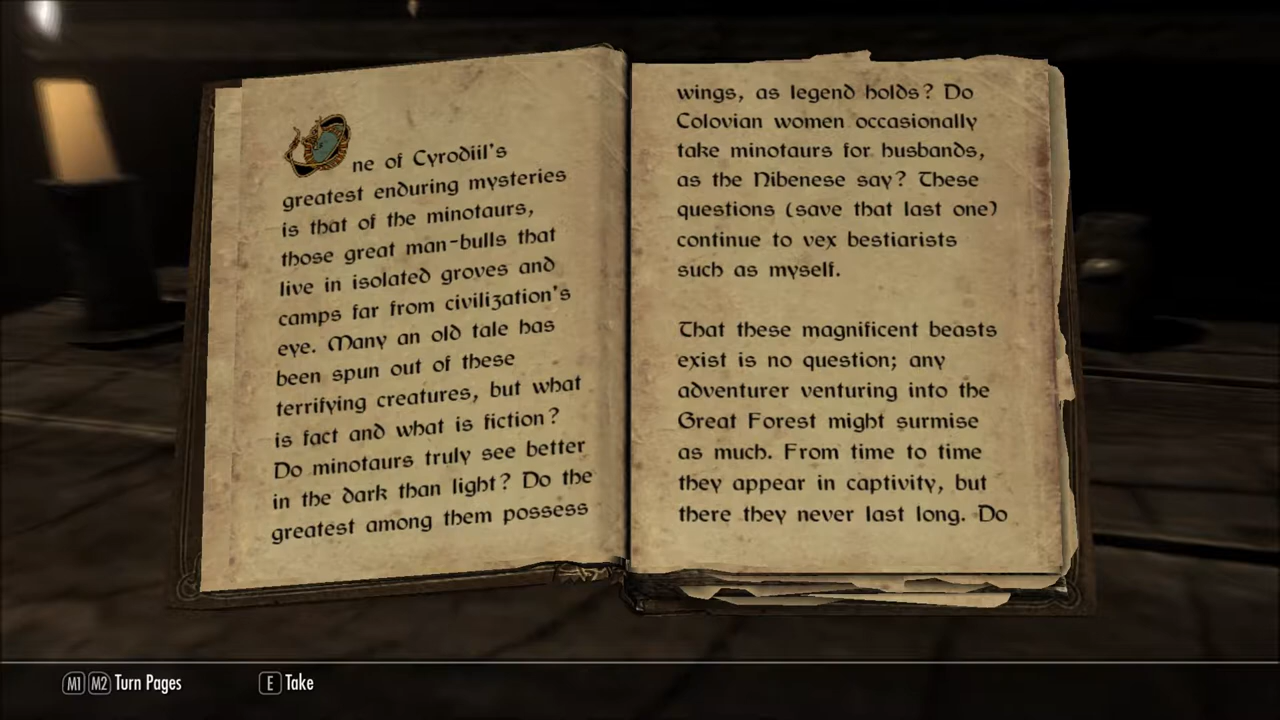 One of Cyrodiil's
greatest enduring mysteries
is that of the minotaurs,
those great man-bulls that
live in isolated groves and
camps far from civilization's
eye. Many an old tale has
been spun out of these
terrifying creatures, but what
is fact and what is fiction?
Do minotaurs truly see better
in the dark than light? Do the
greatest among them possess
wings, as legend holds? Do
Colovian women occasionally
take minotaurs for husbands,
as the Nibenese say? These
questions (save that last one)
continue to vex bestiarists
such as myself.
That these magnificent beasts
exist is no question; any
adventurer venturing into the
Great Forest might surmise
as much. From time to time
they appear in captivity, but
there they never last long. Do
M1 M2 Turn Pages
E Take